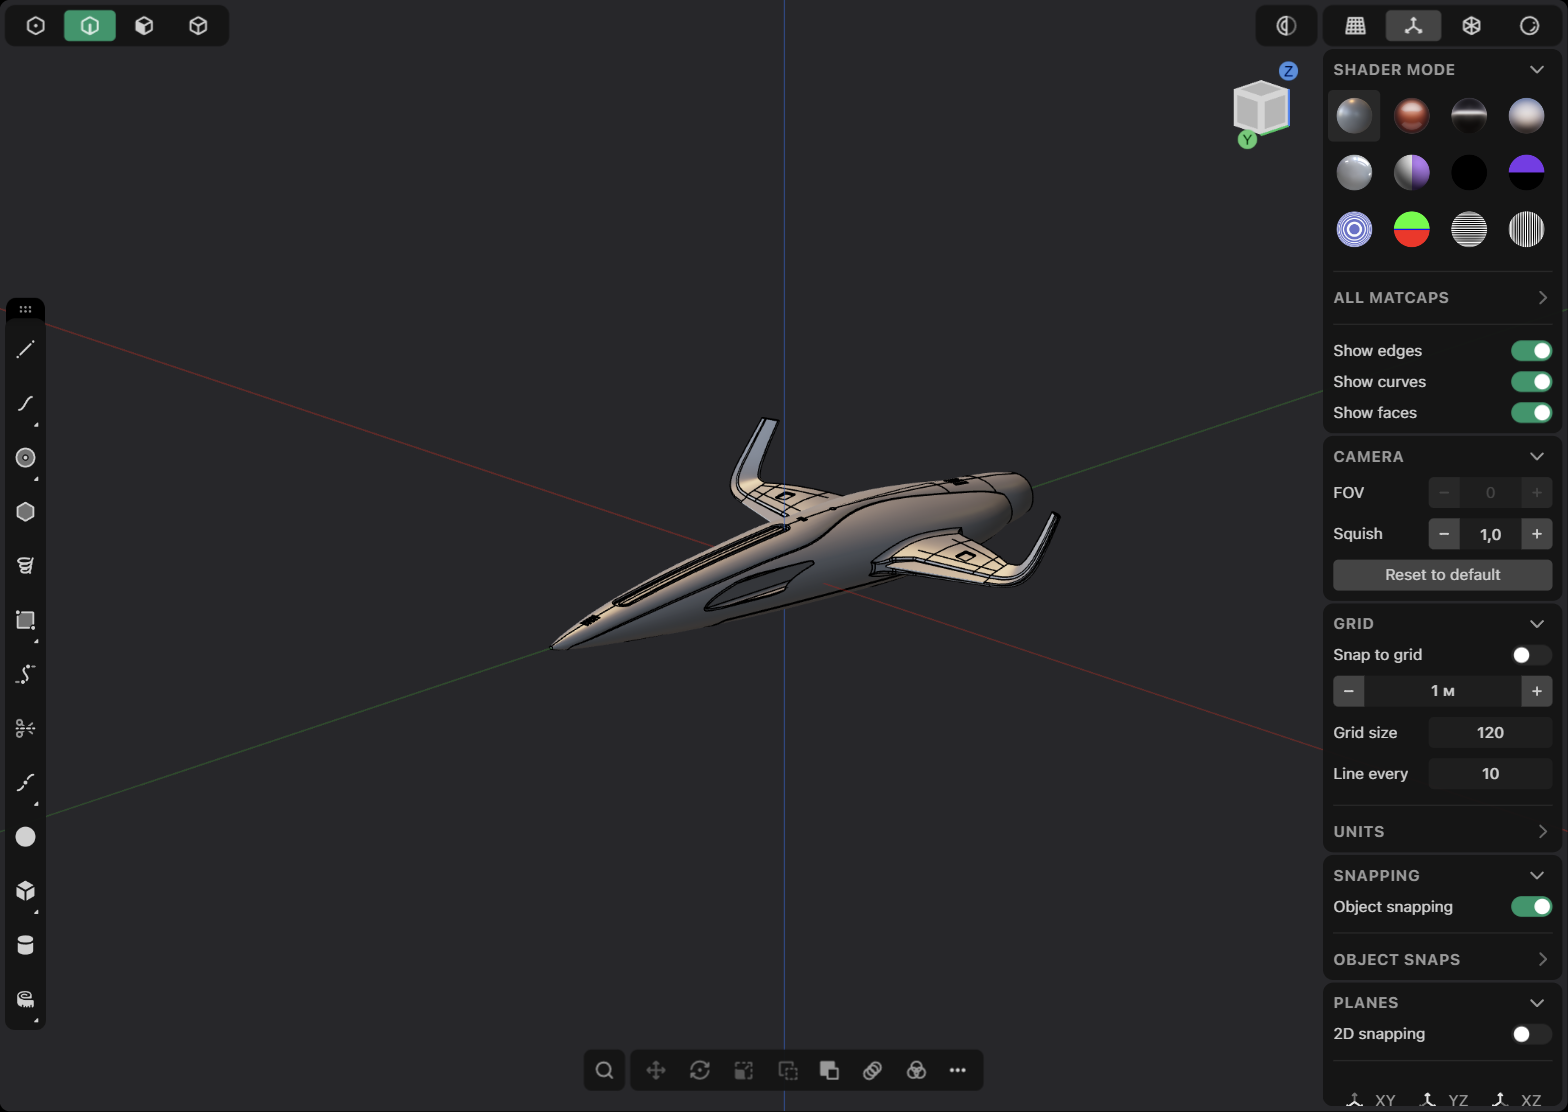 Z
Y
SHADER MODE
ALL MATCAPS
Show edges
Show curves
Show faces
CAMERA
FOV − 0 +
Squish − 1,0 +
Reset to default
GRID
Snap to grid
− 1 м +
Grid size 120
Line every 10
UNITS
SNAPPING
Object snapping
OBJECT SNAPS
PLANES
2D snapping
XY YZ XZ